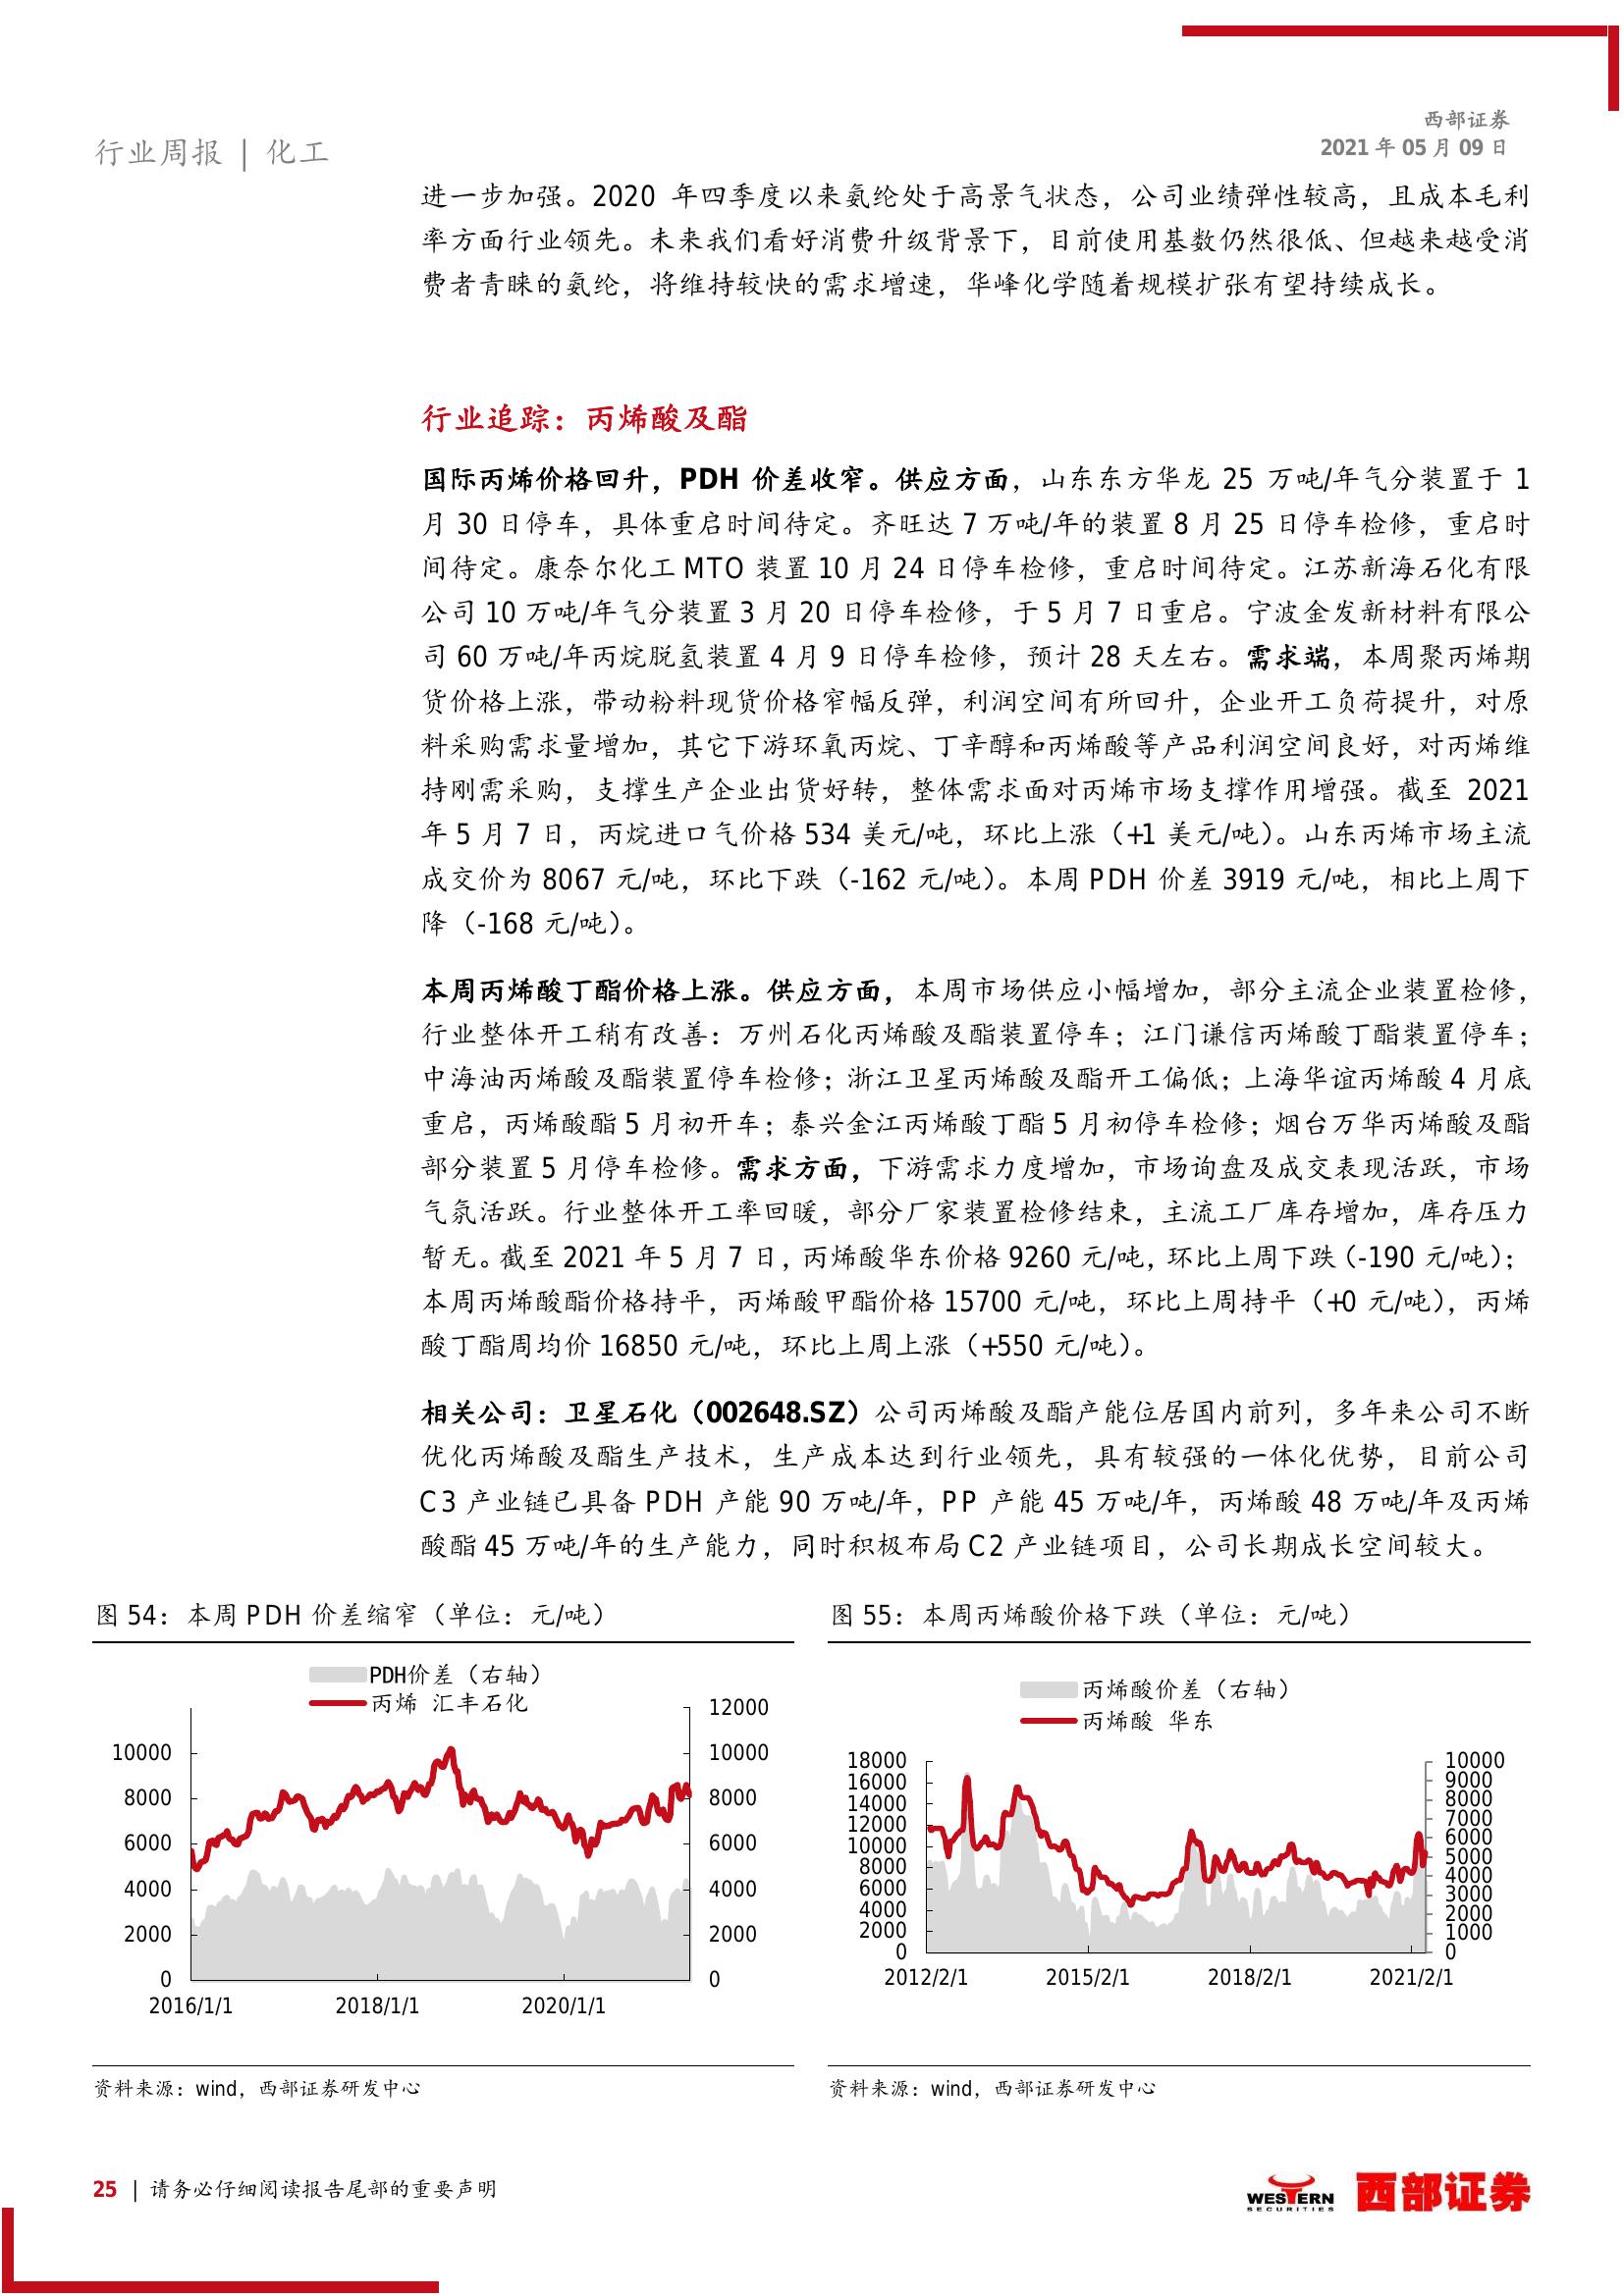 西部证券
2021 年 05 月 09 日
行业周报 | 化工
进一步加强。2020 年四季度以来氨纶处于高景气状态，公司业绩弹性较高，且成本毛利
率方面行业领先。未来我们看好消费升级背景下，目前使用基数仍然很低、但越来越受消
费者青睐的氨纶，将维持较快的需求增速，华峰化学随着规模扩张有望持续成长。
行业追踪：丙烯酸及酯
国际丙烯价格回升，PDH 价差收窄。供应方面，山东东方华龙 25 万吨/年气分装置于 1
月 30 日停车，具体重启时间待定。齐旺达 7 万吨/年的装置 8 月 25 日停车检修，重启时
间待定。康奈尔化工 MTO 装置 10 月 24 日停车检修，重启时间待定。江苏新海石化有限
公司 10 万吨/年气分装置 3 月 20 日停车检修，于 5 月 7 日重启。宁波金发新材料有限公
司 60 万吨/年丙烷脱氢装置 4 月 9 日停车检修，预计 28 天左右。需求端，本周聚丙烯期
货价格上涨，带动粉料现货价格窄幅反弹，利润空间有所回升，企业开工负荷提升，对原
料采购需求量增加，其它下游环氧丙烷、丁辛醇和丙烯酸等产品利润空间良好，对丙烯维
持刚需采购，支撑生产企业出货好转，整体需求面对丙烯市场支撑作用增强。截至 2021
年 5 月 7 日，丙烷进口气价格 534 美元/吨，环比上涨（+1 美元/吨）。山东丙烯市场主流
成交价为 8067 元/吨，环比下跌（-162 元/吨）。本周 PDH 价差 3919 元/吨，相比上周下
降（-168 元/吨）。
本周丙烯酸丁酯价格上涨。供应方面，本周市场供应小幅增加，部分主流企业装置检修，
行业整体开工稍有改善：万州石化丙烯酸及酯装置停车；江门谦信丙烯酸丁酯装置停车；
中海油丙烯酸及酯装置停车检修；浙江卫星丙烯酸及酯开工偏低；上海华谊丙烯酸 4 月底
重启，丙烯酸酯 5 月初开车；泰兴金江丙烯酸丁酯 5 月初停车检修；烟台万华丙烯酸及酯
部分装置 5 月停车检修。需求方面，下游需求力度增加，市场询盘及成交表现活跃，市场
气氛活跃。行业整体开工率回暖，部分厂家装置检修结束，主流工厂库存增加，库存压力
暂无。截至 2021 年 5 月 7 日，丙烯酸华东价格 9260 元/吨，环比上周下跌（-190 元/吨）；
本周丙烯酸酯价格持平，丙烯酸甲酯价格 15700 元/吨，环比上周持平（+0 元/吨），丙烯
酸丁酯周均价 16850 元/吨，环比上周上涨（+550 元/吨）。
相关公司：卫星石化（002648.SZ）公司丙烯酸及酯产能位居国内前列，多年来公司不断
优化丙烯酸及酯生产技术，生产成本达到行业领先，具有较强的一体化优势，目前公司
C3 产业链已具备 PDH 产能 90 万吨/年，PP 产能 45 万吨/年，丙烯酸 48 万吨/年及丙烯
酸酯 45 万吨/年的生产能力，同时积极布局 C2 产业链项目，公司长期成长空间较大。
图 54：本周 PDH 价差缩窄（单位：元/吨）
PDH价差（右轴）
丙烯 汇丰石化
12000
10000 10000
8000 8000
6000 6000
4000 4000
2000 2000
0 0
2016/1/1 2018/1/1 2020/1/1
资料来源：wind，西部证券研发中心
图 55：本周丙烯酸价格下跌（单位：元/吨）
丙烯酸价差（右轴）
丙烯酸 华东
18000 10000
16000 9000
14000 8000
12000 7000
10000 6000
8000 5000
6000 4000
4000 3000
2000 2000
0 1000
0
2012/2/1 2015/2/1 2018/2/1 2021/2/1
资料来源：wind，西部证券研发中心
25 | 请务必仔细阅读报告尾部的重要声明
WESTERN
SECURITIES
西部证券